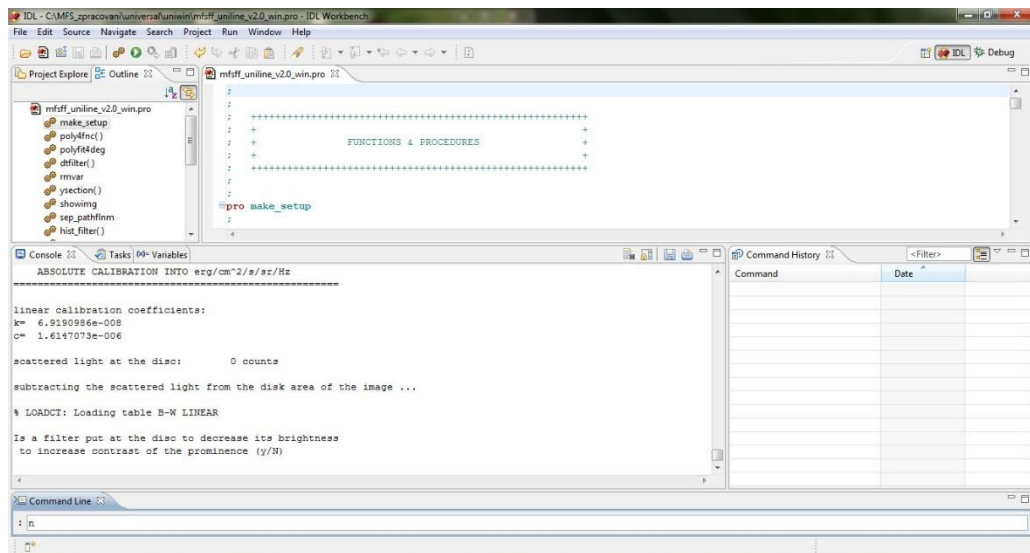 IDL - C:\MFS_zpracovani\universal\uniwin\mfsff_uniline_v2.0_win.pro - IDL Workbench
File Edit Source Navigate Search Project Run Window Help
IDL Debug
Project Explore Outline
mfsff_uniline_v2.0_win.pro
mfsff_uniline_v2.0_win.pro
make_setup
poly4fnc()
polyfit4deg
dtfilter()
rmvar
ysection()
showimg
sep_pathflnm
hist_filter()
;
;
; ++++++++++++++++++++++++++++++++++++++++++++++++++++++++
; + +
; + FUNCTIONS & PROCEDURES +
; + +
; ++++++++++++++++++++++++++++++++++++++++++++++++++++++++
;
;
pro make_setup
;
Console Tasks Variables
ABSOLUTE CALIBRATION INTO erg/cm^2/s/sr/Hz
======================================================
linear calibration coefficients:
k= 6.9190986e-008
c= 1.6147073e-006
scattered light at the disc: 0 counts
subtracting the scattered light from the disk area of the image ...
% LOADCT: Loading table B-W LINEAR
Is a filter put at the disc to decrease its brightness
to increase contrast of the prominence (y/N)
Command History <Filter>
Command Date
Command Line
: n